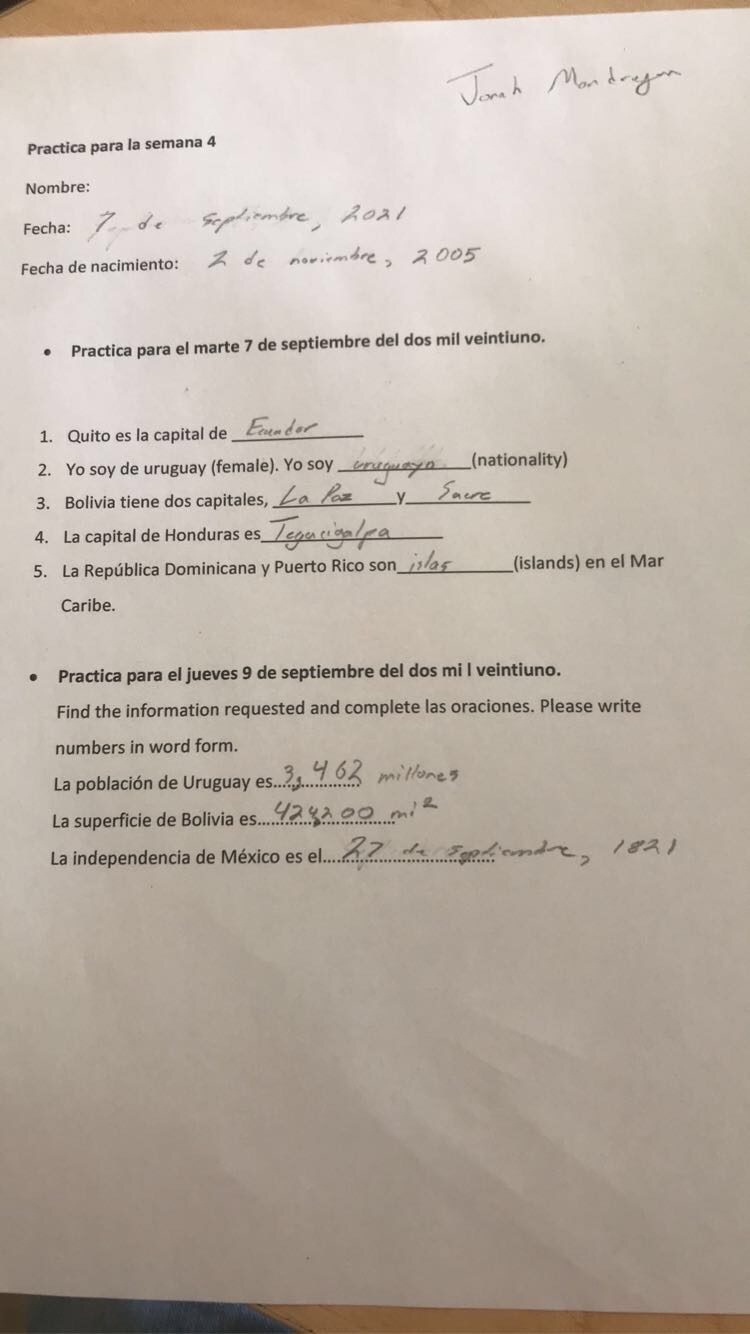 Jonah Mondragon
Practica para la semana 4
Nombre:
Fecha: 7 de septiembre, 2021
Fecha de nacimiento: 2 de noviembre, 2005
• Practica para el marte 7 de septiembre del dos mil veintiuno.
1. Quito es la capital de Ecuador
2. Yo soy de uruguay (female). Yo soy uruguaya (nationality)
3. Bolivia tiene dos capitales, La Paz y Sucre
4. La capital de Honduras es Tegucigalpa
5. La República Dominicana y Puerto Rico son islas (islands) en el Mar
Caribe.
• Practica para el jueves 9 de septiembre del dos mi l veintiuno.
Find the information requested and complete las oraciones. Please write
numbers in word form.
La población de Uruguay es... 3,462 millones
La superficie de Bolivia es... 424,200 mi²
La independencia de México es el.... 27 de septiembre, 1821